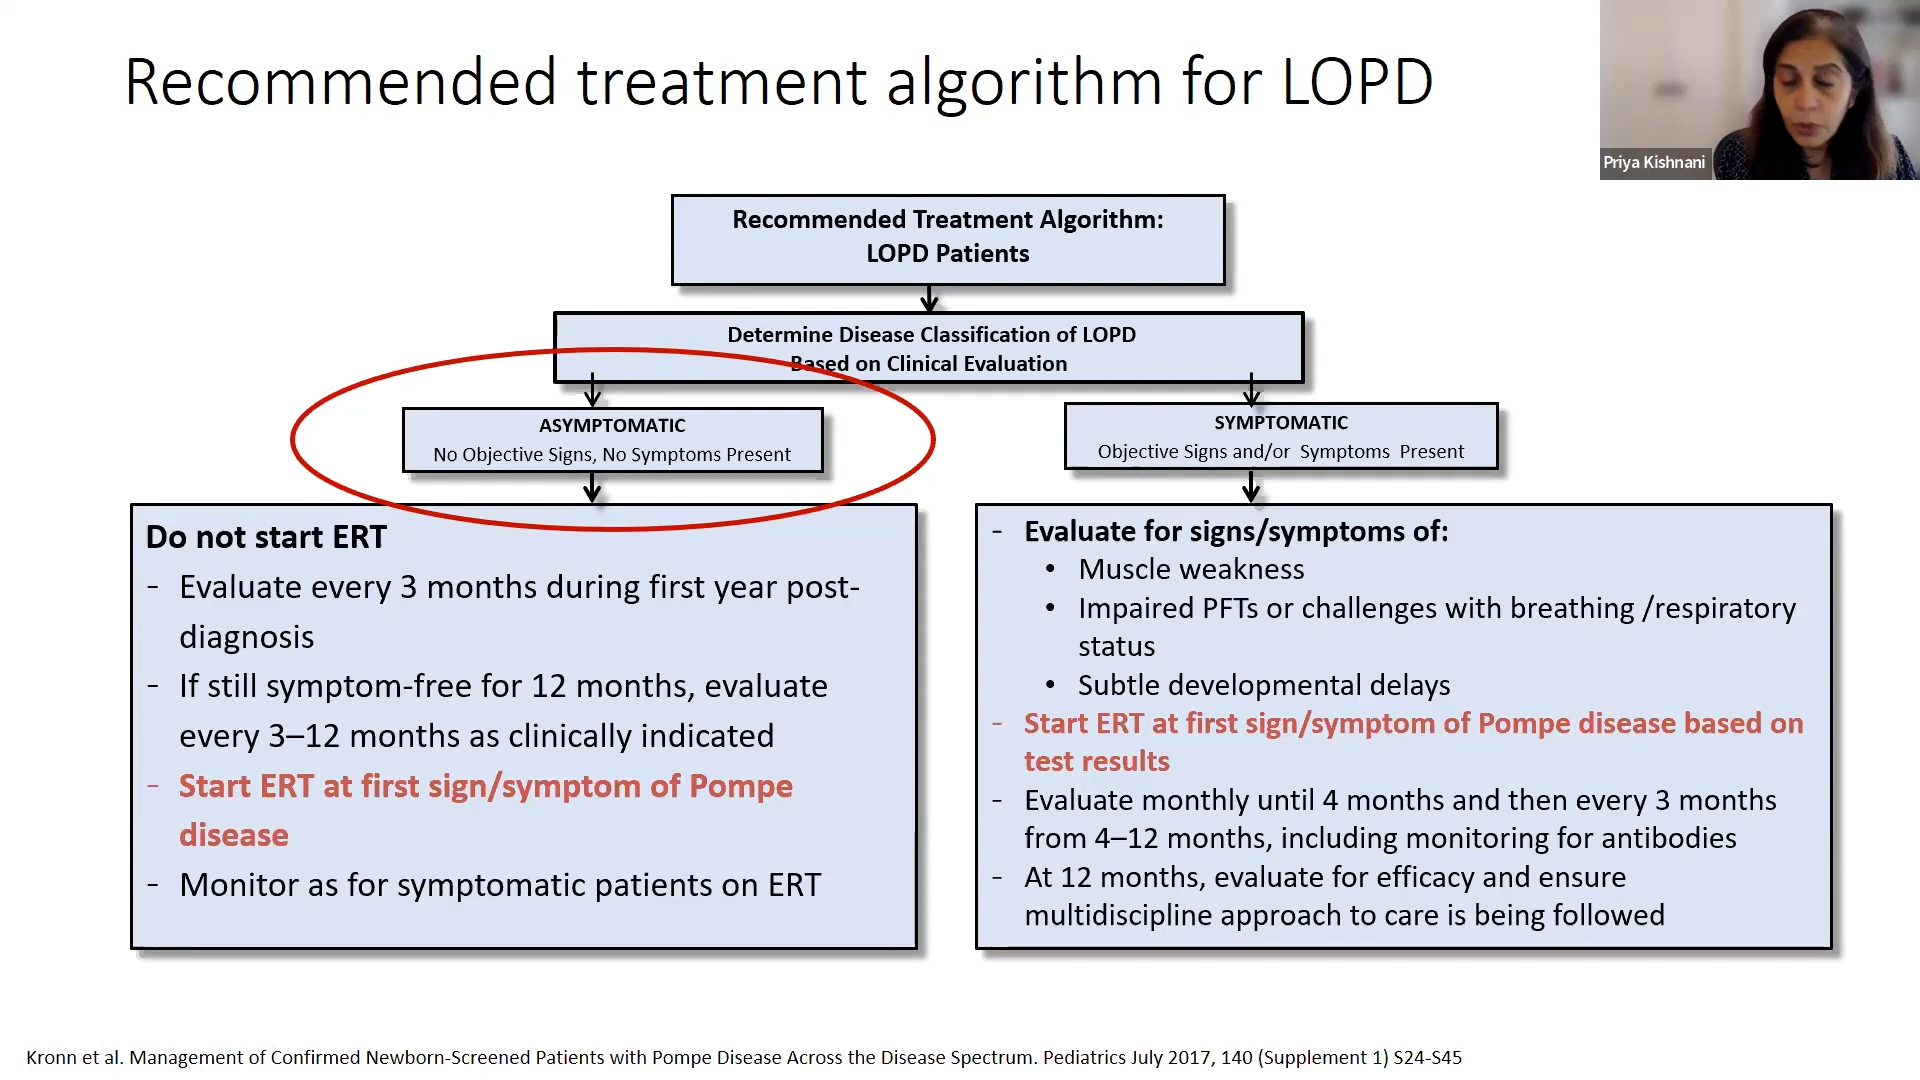 Recommended treatment algorithm for LOPD
Priya Kishnani
Recommended Treatment Algorithm:
LOPD Patients
Determine Disease Classification of LOPD
Based on Clinical Evaluation
ASYMPTOMATIC
No Objective Signs, No Symptoms Present
SYMPTOMATIC
Objective Signs and/or Symptoms Present
Do not start ERT
- Evaluate every 3 months during first year post-
diagnosis
- If still symptom-free for 12 months, evaluate
every 3–12 months as clinically indicated
- Start ERT at first sign/symptom of Pompe
disease
- Monitor as for symptomatic patients on ERT
- Evaluate for signs/symptoms of:
• Muscle weakness
• Impaired PFTs or challenges with breathing /respiratory
status
• Subtle developmental delays
- Start ERT at first sign/symptom of Pompe disease based on
test results
- Evaluate monthly until 4 months and then every 3 months
from 4–12 months, including monitoring for antibodies
- At 12 months, evaluate for efficacy and ensure
multidiscipline approach to care is being followed
Kronn et al. Management of Confirmed Newborn-Screened Patients with Pompe Disease Across the Disease Spectrum. Pediatrics July 2017, 140 (Supplement 1) S24-S45